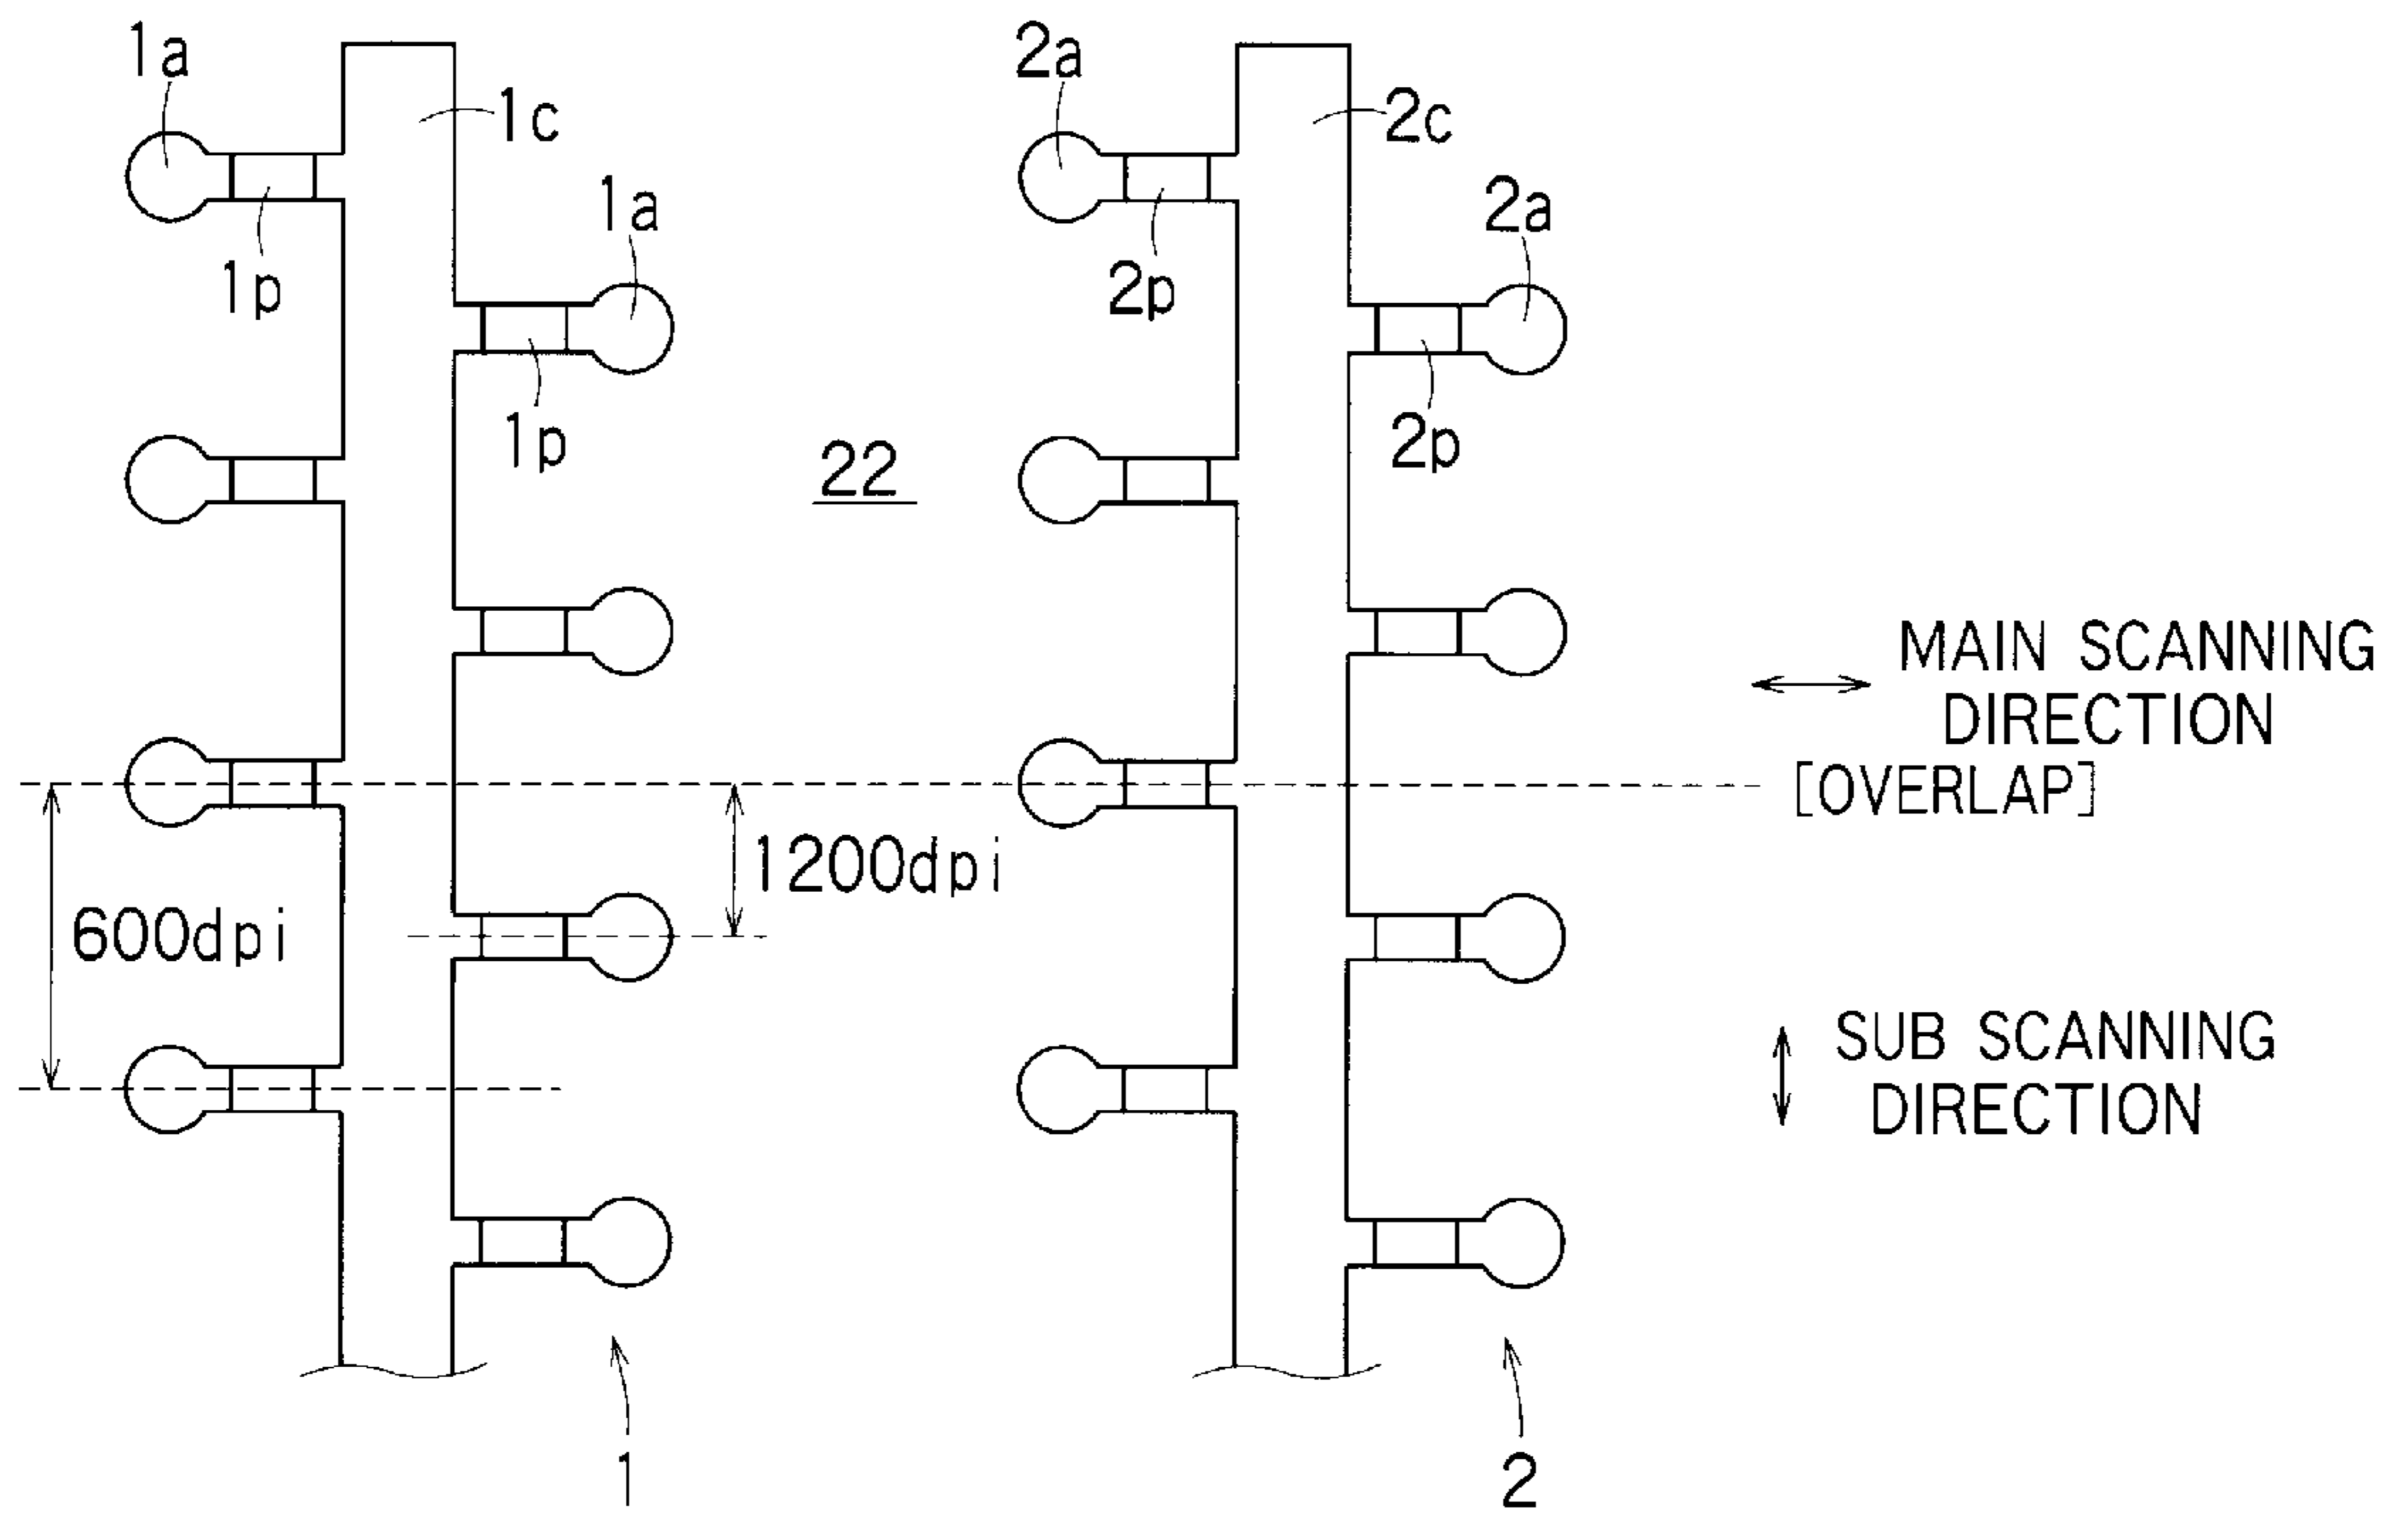 1a
2a
1c
2c
1a
2a
1p
2p
1p
2p
22
MAIN SCANNING
DIRECTION
[OVERLAP]
1200dpi
600dpi
SUB SCANNING
DIRECTION
1
2